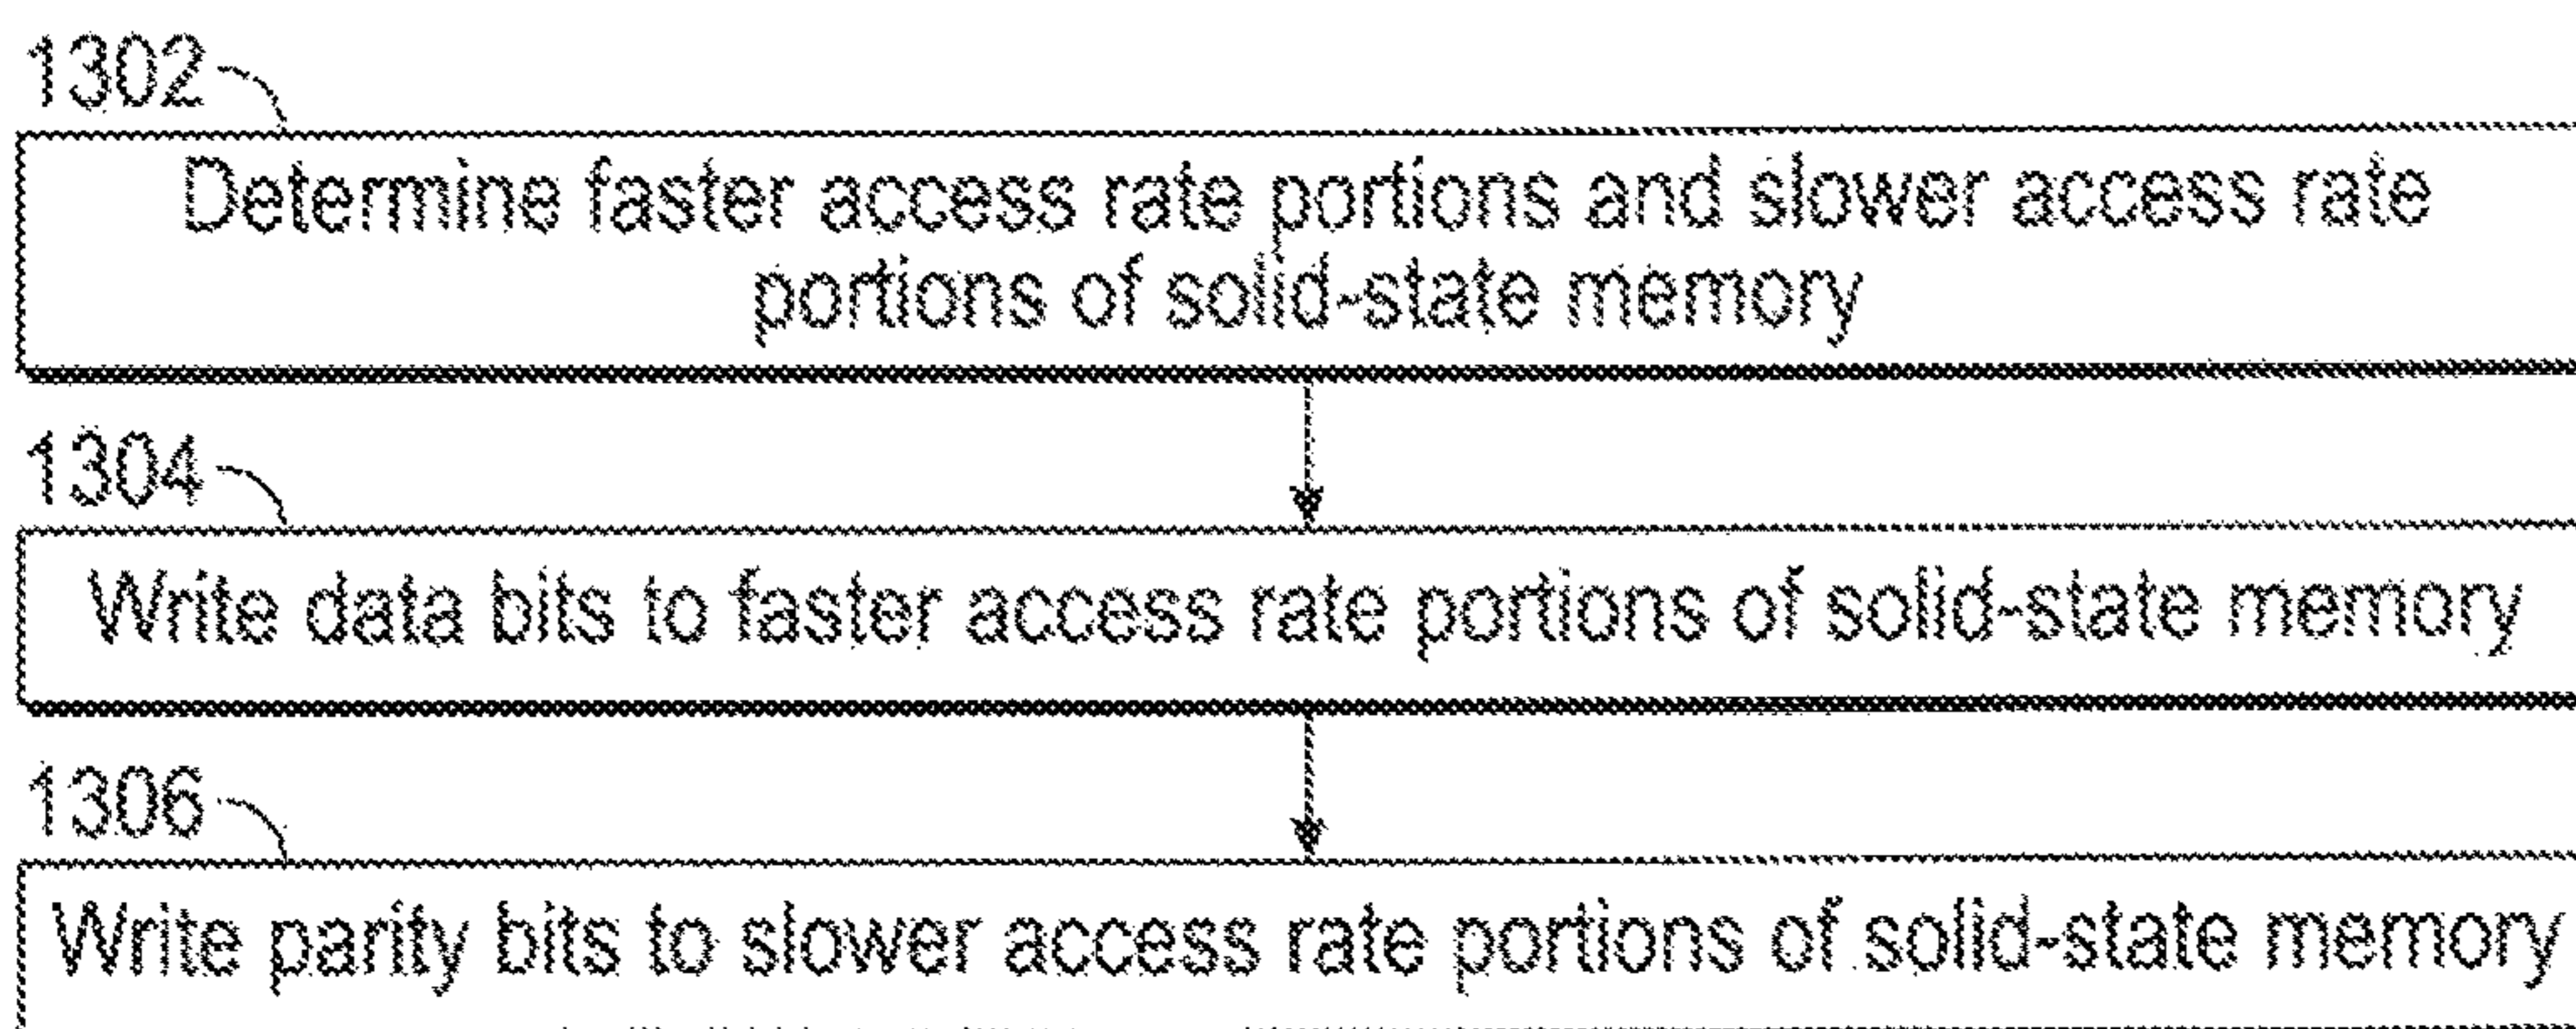 1302
Determine faster access rate portions and slower access rate
portions of solid-state memory
1304
Write data bits to faster access rate portions of solid-state memory
1306
Write parity bits to slower access rate portions of solid-state memory